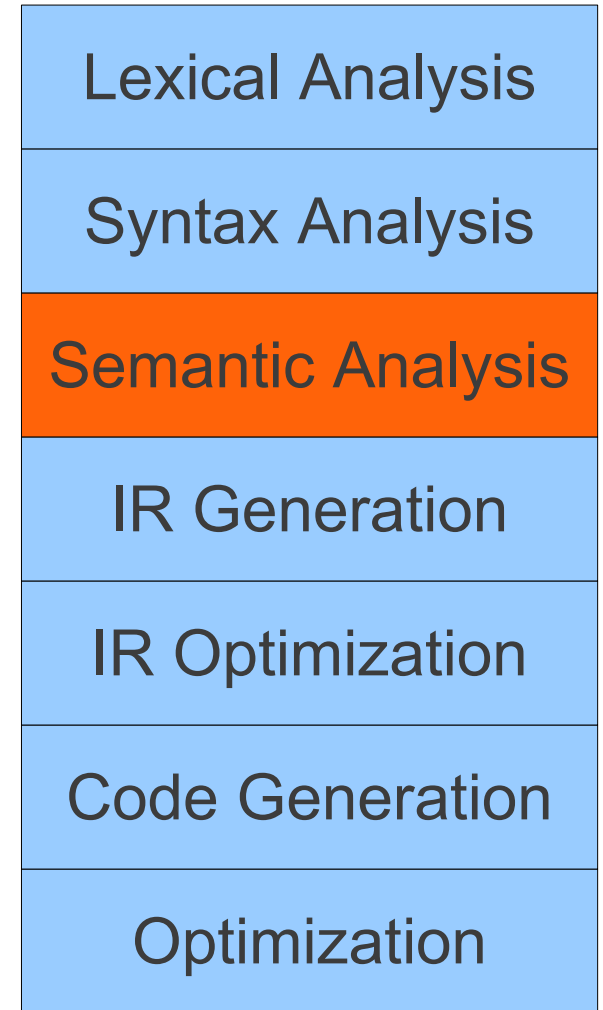 Lexical Analysis
Syntax Analysis
Semantic Analysis
IR Generation
IR Optimization
Code Generation
Optimization